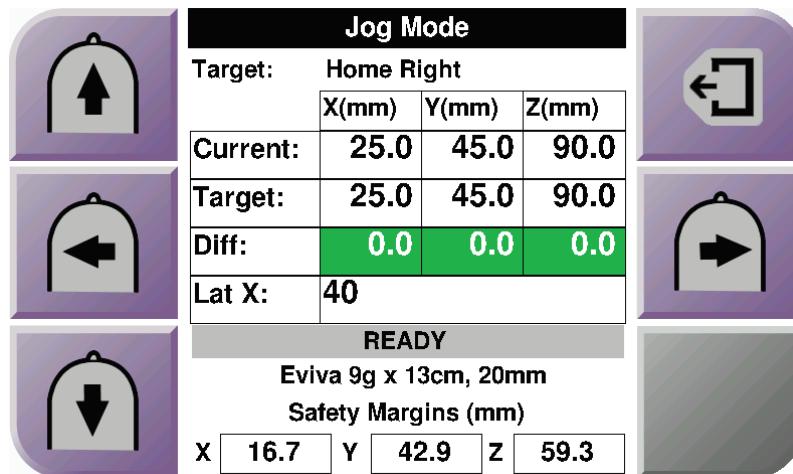 Jog Mode
Target: Home Right
X(mm) Y(mm) Z(mm)
Current: 25.0 45.0 90.0
Target: 25.0 45.0 90.0
Diff: 0.0 0.0 0.0
Lat X: 40
READY
Eviva 9g x 13cm, 20mm
Safety Margins (mm)
X 16.7 Y 42.9 Z 59.3